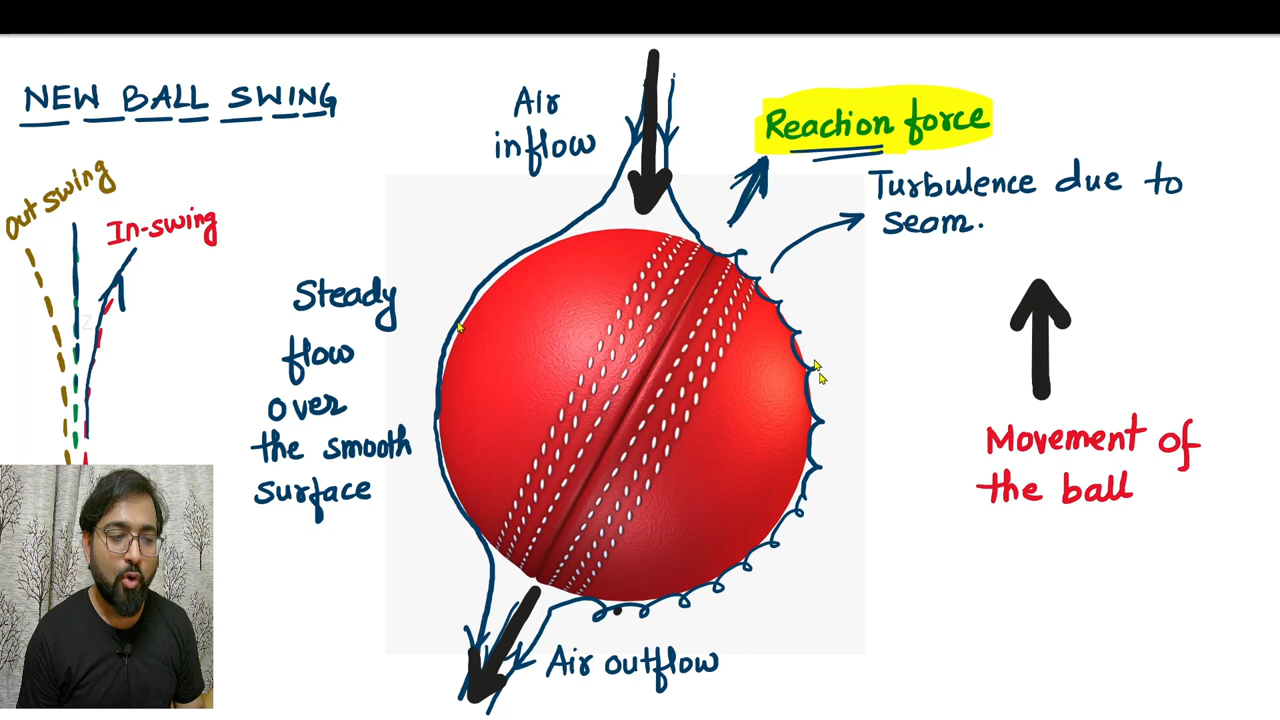 NEW BALL SWING
Out swing
In-swing
Air
inflow
Reaction force
Turbulence due to
seam.
Steady
flow
over
the smooth
surface
Movement of
the ball
Air outflow